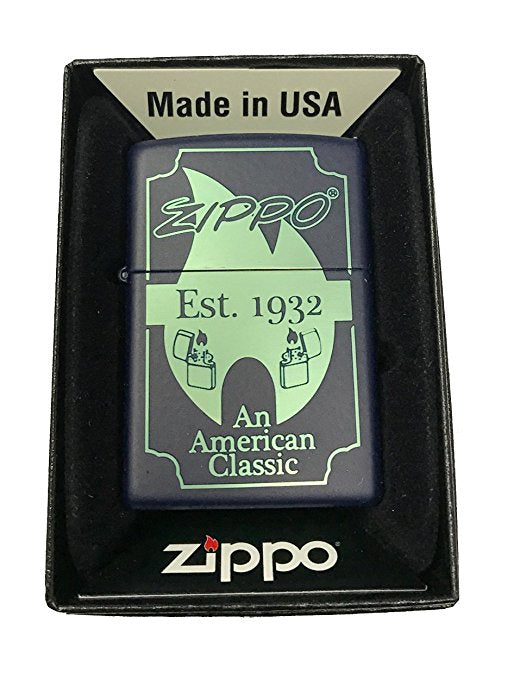 Made in USA
ZIPPO®
Est. 1932
An
American
Classic
zippo